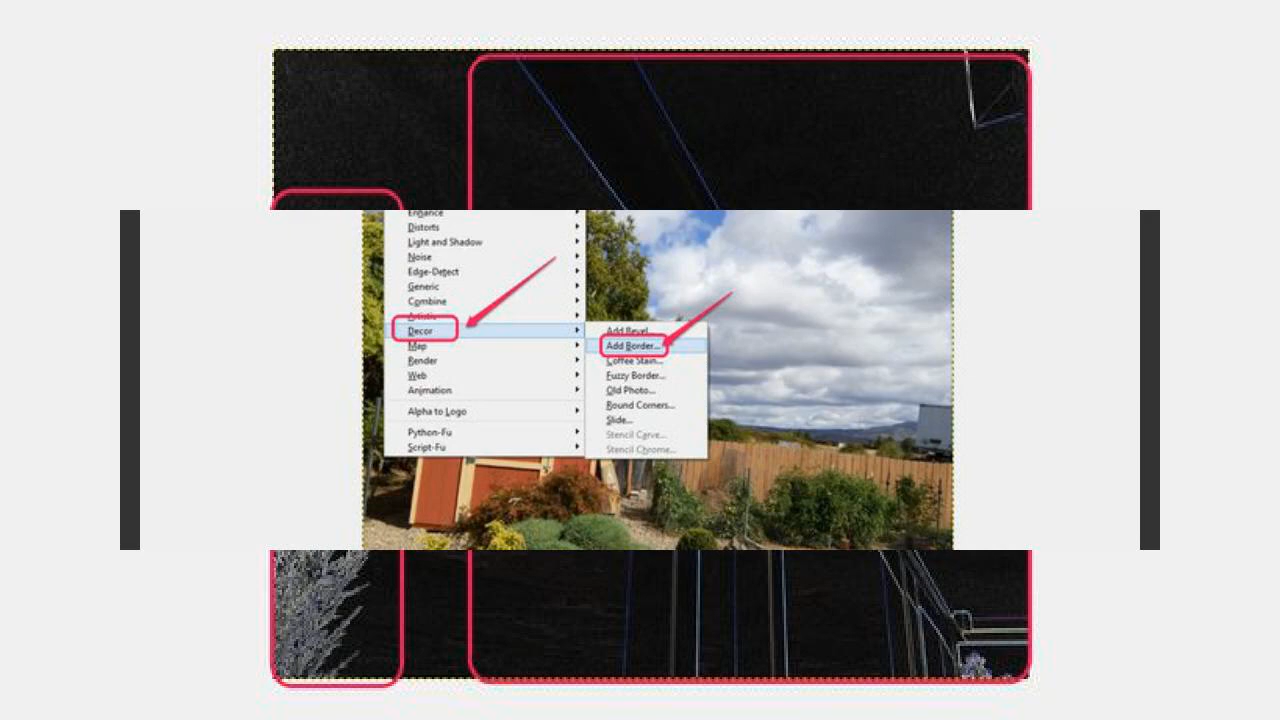 Enhance
Distorts
Light and Shadow
Noise
Edge-Detect
Generic
Combine
Artistic
Decor
Map
Render
Web
Animation
Alpha to Logo
Python-Fu
Script-Fu
Add Bevel...
Add Border...
Coffee Stain...
Fuzzy Border...
Old Photo...
Round Corners...
Slide...
Stencil Carve...
Stencil Chrome...